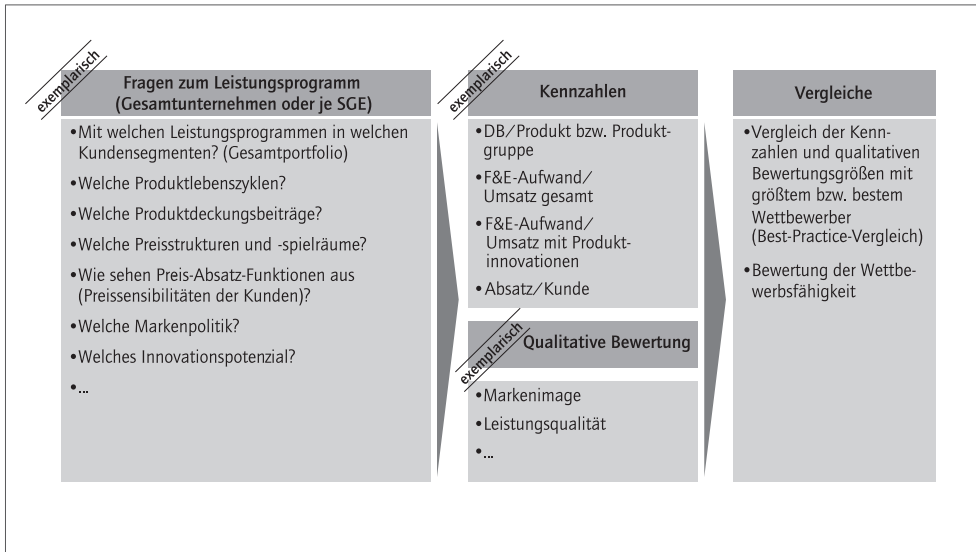 exemplarisch
Fragen zum Leistungsprogramm
(Gesamtunternehmen oder je SGE)
•Mit welchen Leistungsprogrammen in welchen
Kundensegmenten? (Gesamtportfolio)
•Welche Produktlebenszyklen?
•Welche Produktdeckungsbeiträge?
•Welche Preisstrukturen und -spielräume?
•Wie sehen Preis-Absatz-Funktionen aus
(Preissensibilitäten der Kunden)?
•Welche Markenpolitik?
•Welches Innovationspotenzial?
•...
exemplarisch
Kennzahlen
•DB/Produkt bzw. Produkt-
gruppe
•F&E-Aufwand/
Umsatz gesamt
•F&E-Aufwand/
Umsatz mit Produkt-
innovationen
•Absatz/Kunde
exemplarisch
Qualitative Bewertung
•Markenimage
•Leistungsqualität
•...
Vergleiche
•Vergleich der Kenn-
zahlen und qualitativen
Bewertungsgrößen mit
größtem bzw. bestem
Wettbewerber
(Best-Practice-Vergleich)
•Bewertung der Wettbe-
werbsfähigkeit